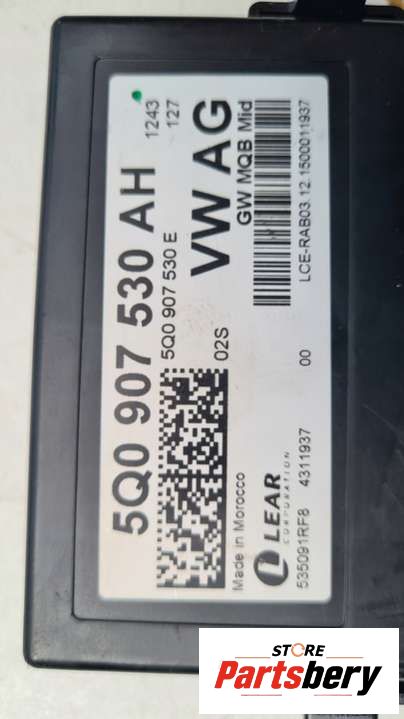 5Q0 907 530 AH
1243
127
5Q0 907 530 E
VW AG
GW MQB Mid
02S
LCE-RAB03.12.1500011937
00
Made in Morocco
LEAR
CORPORATION
535091RF8 4311937
STORE
Partsbery